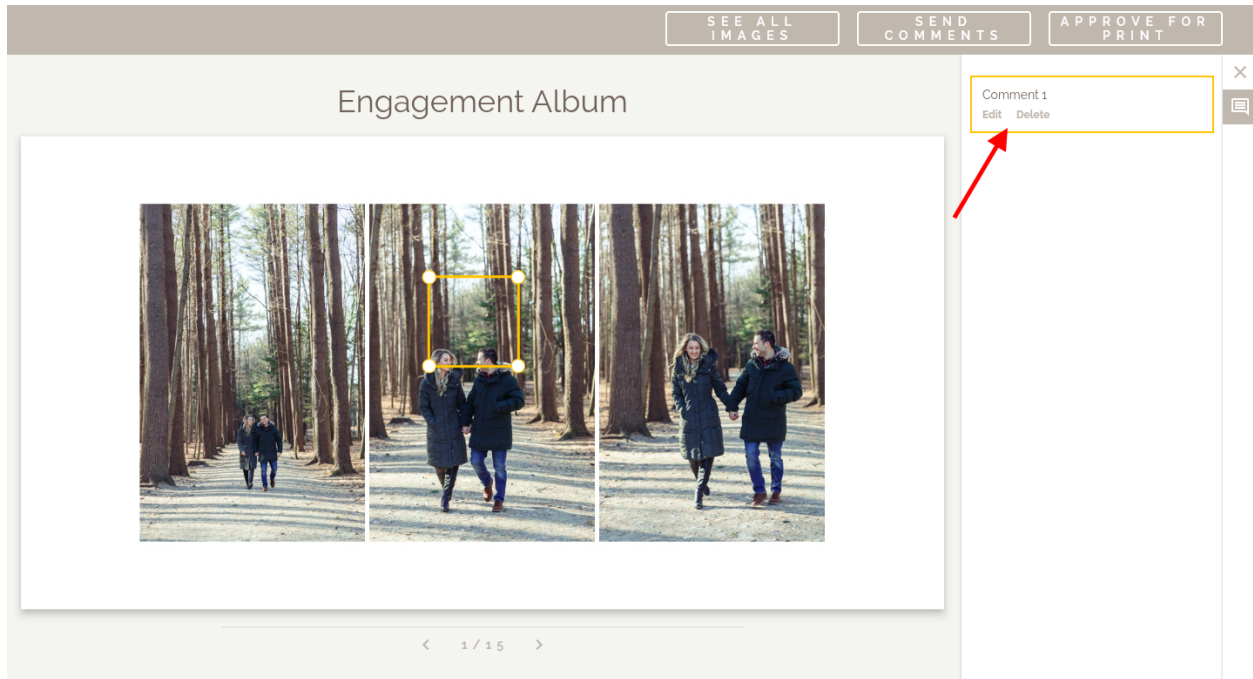 SEE ALL
IMAGES
SEND
COMMENTS
APPROVE FOR
PRINT
Engagement Album
Comment 1
Edit Delete
1/15